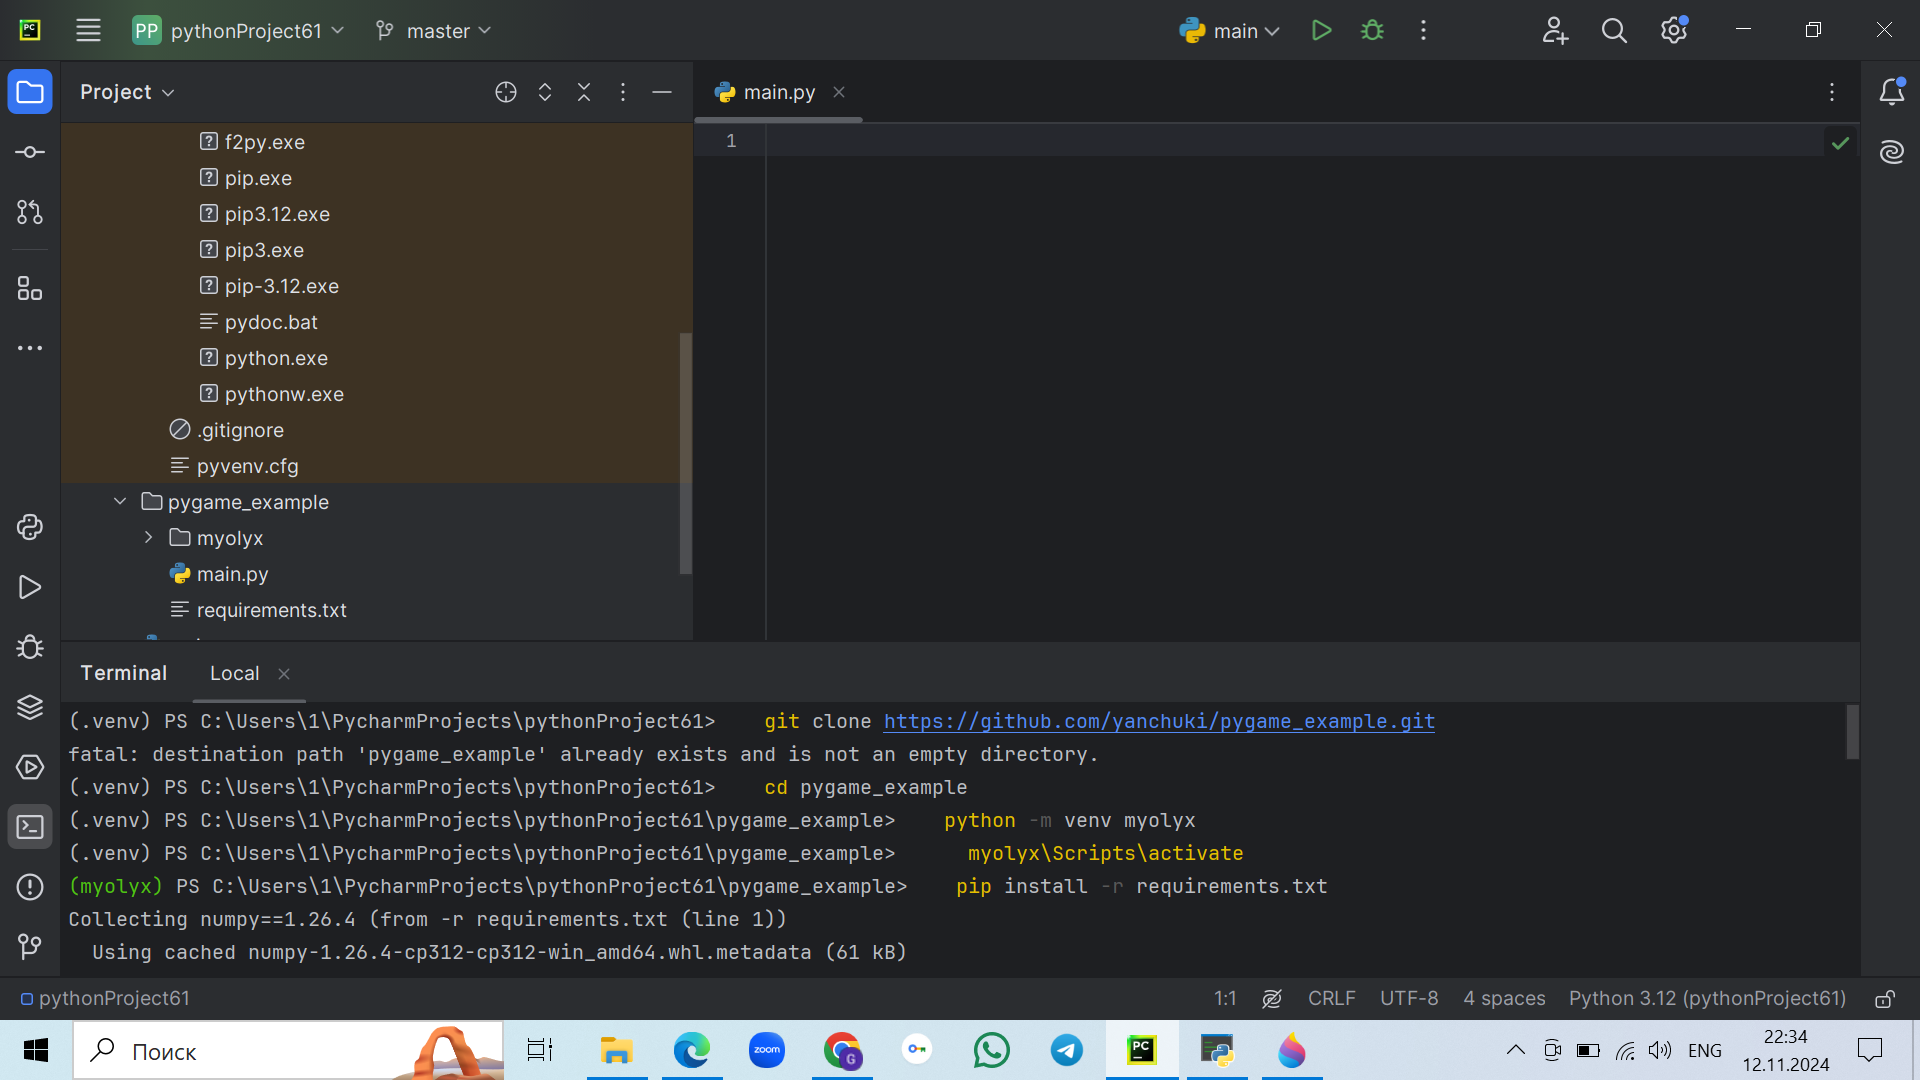 PC
PP pythonProject61
master
main
Project
main.py
f2py.exe
pip.exe
pip3.12.exe
pip3.exe
pip-3.12.exe
pydoc.bat
python.exe
pythonw.exe
.gitignore
pyvenv.cfg
pygame_example
myolyx
main.py
requirements.txt
1
Terminal Local
(.venv) PS C:\Users\1\PycharmProjects\pythonProject61> git clone https://github.com/yanchuki/pygame_example.git
fatal: destination path 'pygame_example' already exists and is not an empty directory.
(.venv) PS C:\Users\1\PycharmProjects\pythonProject61> cd pygame_example
(.venv) PS C:\Users\1\PycharmProjects\pythonProject61\pygame_example> python -m venv myolyx
(.venv) PS C:\Users\1\PycharmProjects\pythonProject61\pygame_example> myolyx\Scripts\activate
(myolyx) PS C:\Users\1\PycharmProjects\pythonProject61\pygame_example> pip install -r requirements.txt
Collecting numpy==1.26.4 (from -r requirements.txt (line 1))
Using cached numpy-1.26.4-cp312-cp312-win_amd64.whl.metadata (61 kB)
pythonProject61
1:1 CRLF UTF-8 4 spaces Python 3.12 (pythonProject61)
Поиск
zoom
G
PC
ENG
22:34
12.11.2024